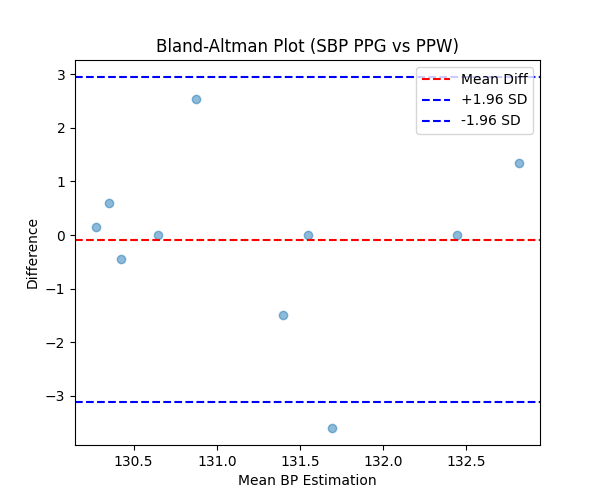 Bland-Altman Plot (SBP PPG vs PPW)
Mean Diff
+1.96 SD
-1.96 SD
3
2
1
0
−1
−2
−3
Difference
130.5
131.0
131.5
132.0
132.5
Mean BP Estimation